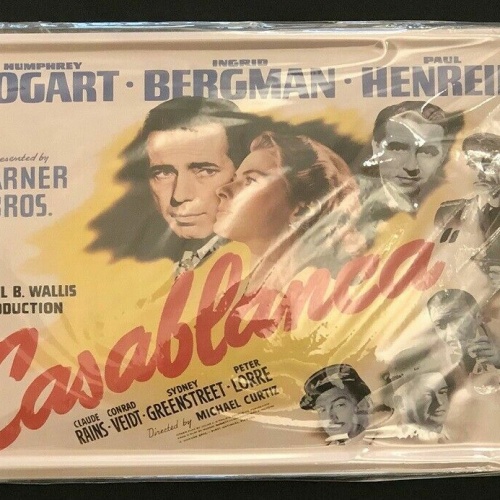 HUMPHREY INGRID PAUL
OGART · BERGMAN · HENREI
Presented by
ARNER
BROS.
L B. WALLIS
ODUCTION
Casablanca
CLAUDE CONRAD SYDNEY PETER
RAINS · VEIDT · GREENSTREET · LORRE
Directed by MICHAEL CURTIZ